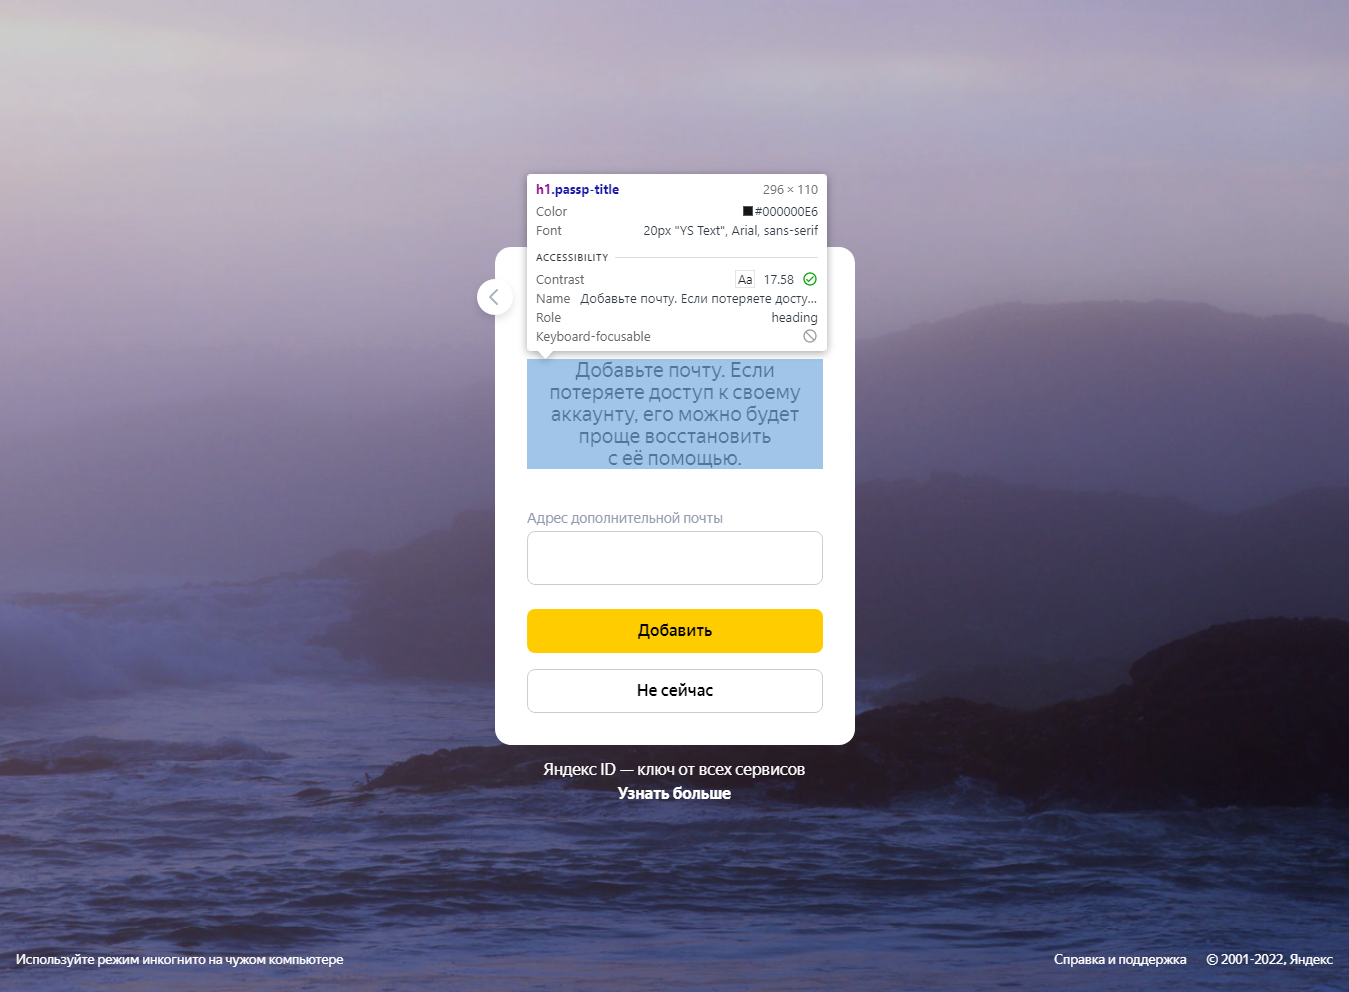 h1.passp-title 296 × 110
Color #000000E6
Font 20px "YS Text", Arial, sans-serif
ACCESSIBILITY
Contrast Aa 17.58
Name Добавьте почту. Если потеряете досту...
Role heading
Keyboard-focusable
Добавьте почту. Если
потеряете доступ к своему
аккаунту, его можно будет
проще восстановить
с её помощью.
Адрес дополнительной почты
Добавить
Не сейчас
Яндекс ID — ключ от всех сервисов
Узнать больше
Используйте режим инкогнито на чужом компьютере
Справка и поддержка © 2001-2022, Яндекс